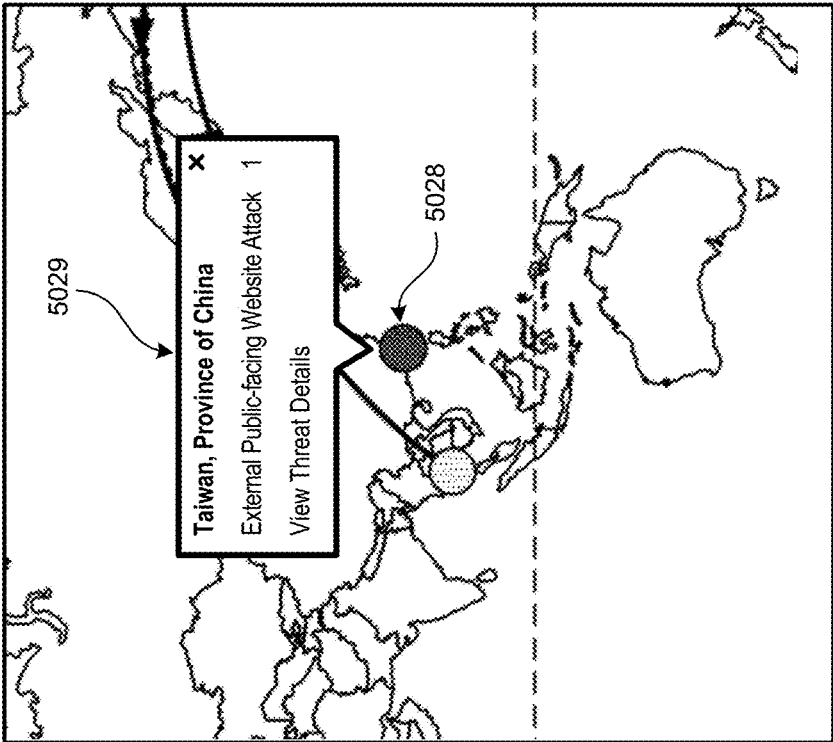 5029
Taiwan, Province of China X
External Public-facing Website Attack 1
View Threat Details
5028